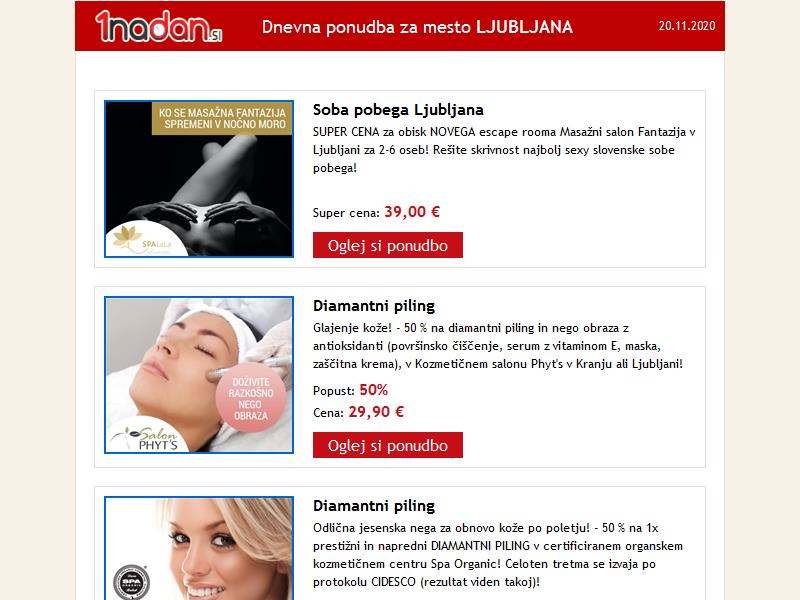 1nadan.si
Dnevna ponudba za mesto LJUBLJANA
20.11.2020
KO SE MASAŽNA FANTAZIJA
SPREMENI V NOČNO MORO
SPALaLa
Soba pobega Ljubljana
SUPER CENA za obisk NOVEGA escape rooma Masažni salon Fantazija v
Ljubljani za 2-6 oseb! Rešite skrivnost najbolj sexy slovenske sobe
pobega!
Super cena: 39,00 €
Oglej si ponudbo
DOŽIVITE
RAZKOŠNO
NEGO
OBRAZA
Salon
PHYT'S
Diamantni piling
Glajenje kože! - 50 % na diamantni piling in nego obraza z
antioksidanti (površinsko čiščenje, serum z vitaminom E, maska,
zaščitna krema), v Kozmetičnem salonu Phyt's v Kranju ali Ljubljani!
Popust: 50%
Cena: 29,90 €
Oglej si ponudbo
SPA
Diamantni piling
Odlična jesenska nega za obnovo kože po poletju! - 50 % na 1x
prestižni in napredni DIAMANTNI PILING v certificiranem organskem
kozmetičnem centru Spa Organic! Celoten tretma se izvaja po
protokolu CIDESCO (rezultat viden takoj)!